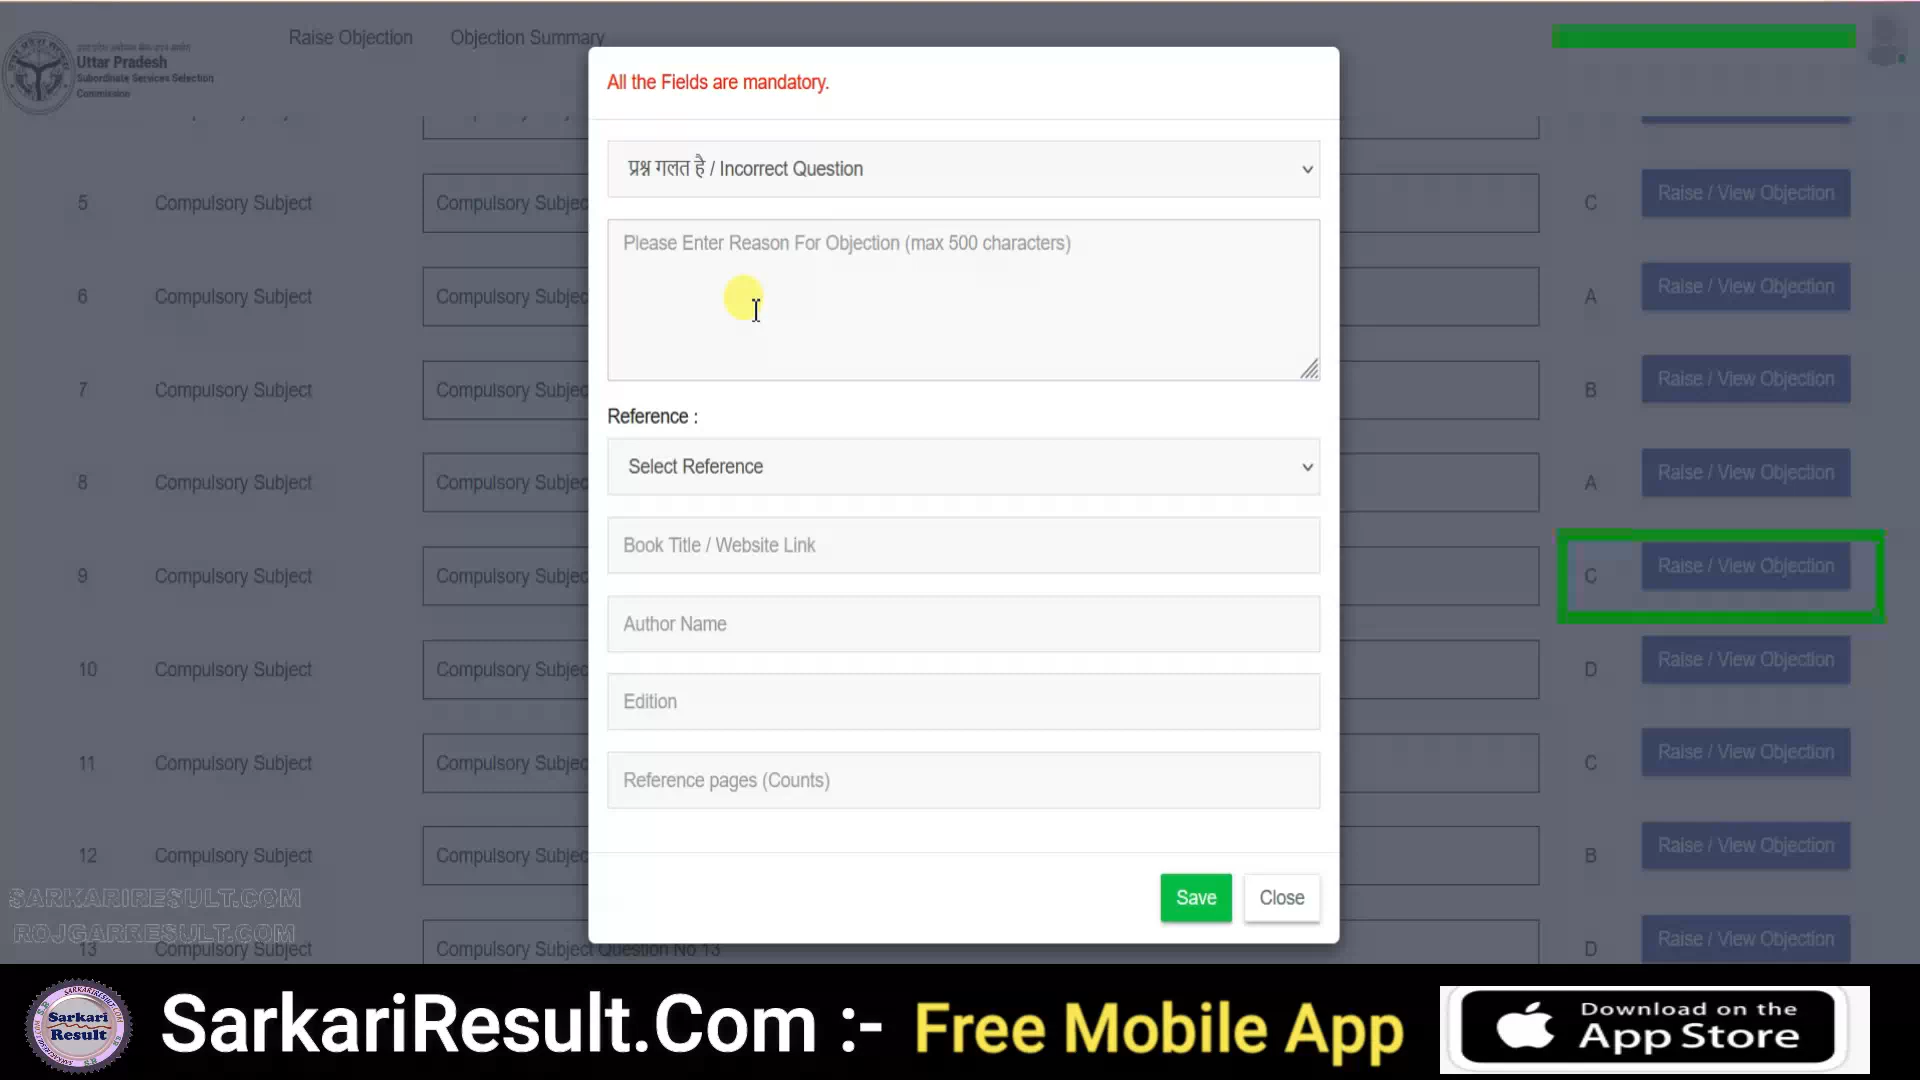 Raise Objection Objection Summary
उत्तर प्रदेश अधीनस्थ सेवा चयन आयोग
Uttar Pradesh
Subordinate Services Selection
Commission
All the Fields are mandatory.
प्रश्न गलत है / Incorrect Question
Please Enter Reason For Objection (max 500 characters)
Reference :
Select Reference
Book Title / Website Link
Author Name
Edition
Reference pages (Counts)
Save Close
5 Compulsory Subject Compulsory Subjec C Raise / View Objection
6 Compulsory Subject Compulsory Subjec A Raise / View Objection
7 Compulsory Subject Compulsory Subjec B Raise / View Objection
8 Compulsory Subject Compulsory Subjec A Raise / View Objection
9 Compulsory Subject Compulsory Subjec C Raise / View Objection
10 Compulsory Subject Compulsory Subjec D Raise / View Objection
11 Compulsory Subject Compulsory Subjec C Raise / View Objection
12 Compulsory Subject Compulsory Subjec B Raise / View Objection
13 Compulsory Subject Compulsory Subject Question No 13 D Raise / View Objection
SARKARIRESULT.COM
ROJGARRESULT.COM
Sarkari
Result
SarkariResult.Com :- Free Mobile App
Download on the
App Store